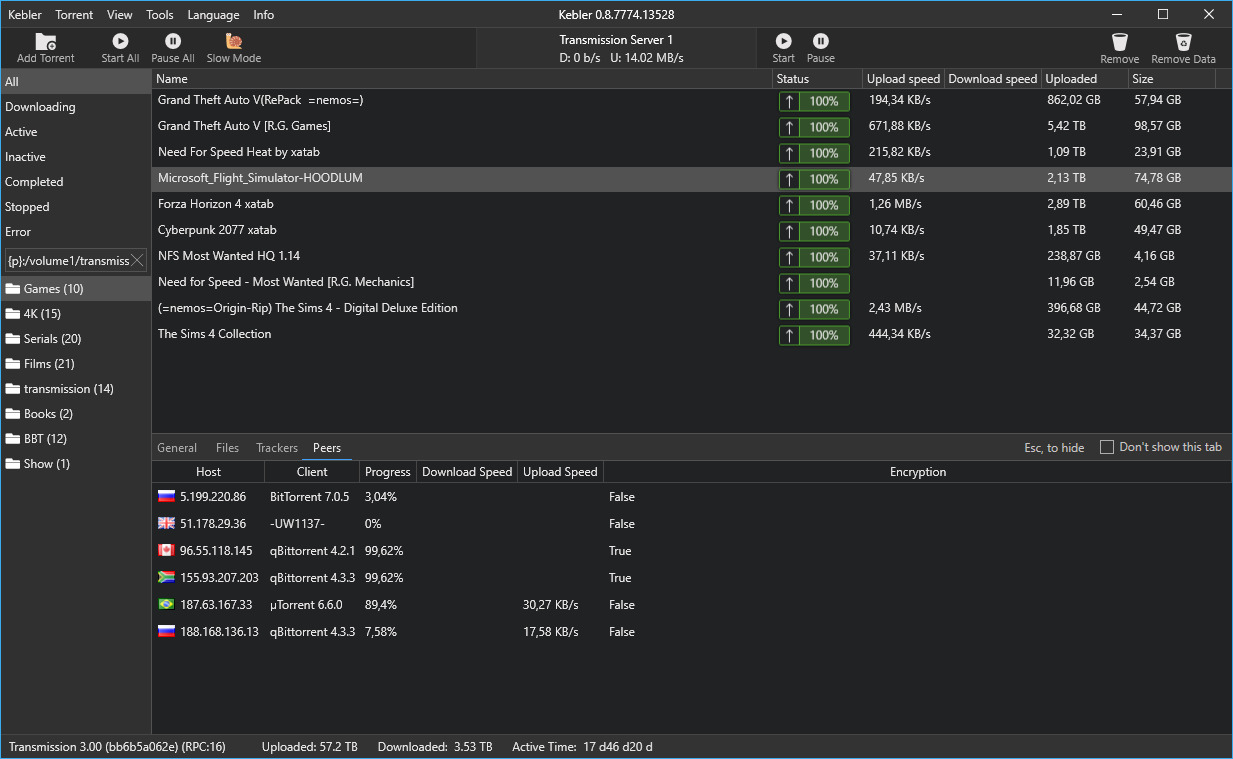 Kebler Torrent View Tools Language Info Kebler 0.8.7774.13528
Add Torrent Start All Pause All Slow Mode Transmission Server 1 D: 0 b/s U: 14.02 MB/s Start Pause Remove Remove Data
All
Downloading
Active
Inactive
Completed
Stopped
Error
{p}:/volume1/transmiss
Games (10)
4K (15)
Serials (20)
Films (21)
transmission (14)
Books (2)
BBT (12)
Show (1)
Name Status Upload speed Download speed Uploaded Size
Grand Theft Auto V(RePack =nemos=) ↑ 100% 194,34 KB/s 862,02 GB 57,94 GB
Grand Theft Auto V [R.G. Games] ↑ 100% 671,88 KB/s 5,42 TB 98,57 GB
Need For Speed Heat by xatab ↑ 100% 215,82 KB/s 1,09 TB 23,91 GB
Microsoft_Flight_Simulator-HOODLUM ↑ 100% 47,85 KB/s 2,13 TB 74,78 GB
Forza Horizon 4 xatab ↑ 100% 1,26 MB/s 2,89 TB 60,46 GB
Cyberpunk 2077 xatab ↑ 100% 10,74 KB/s 1,85 TB 49,47 GB
NFS Most Wanted HQ 1.14 ↑ 100% 37,11 KB/s 238,87 GB 4,16 GB
Need for Speed - Most Wanted [R.G. Mechanics] ↑ 100% 11,96 GB 2,54 GB
(=nemos=Origin-Rip) The Sims 4 - Digital Deluxe Edition ↑ 100% 2,43 MB/s 396,68 GB 44,72 GB
The Sims 4 Collection ↑ 100% 444,34 KB/s 32,32 GB 34,37 GB
General Files Trackers Peers Esc, to hide Don't show this tab
Host Client Progress Download Speed Upload Speed Encryption
5.199.220.86 BitTorrent 7.0.5 3,04% False
51.178.29.36 -UW1137- 0% False
96.55.118.145 qBittorrent 4.2.1 99,62% True
155.93.207.203 qBittorrent 4.3.3 99,62% True
187.63.167.33 µTorrent 6.6.0 89,4% 30,27 KB/s False
188.168.136.13 qBittorrent 4.3.3 7,58% 17,58 KB/s False
Transmission 3.00 (bb6b5a062e) (RPC:16) Uploaded: 57.2 TB Downloaded: 3.53 TB Active Time: 17 d46 d20 d